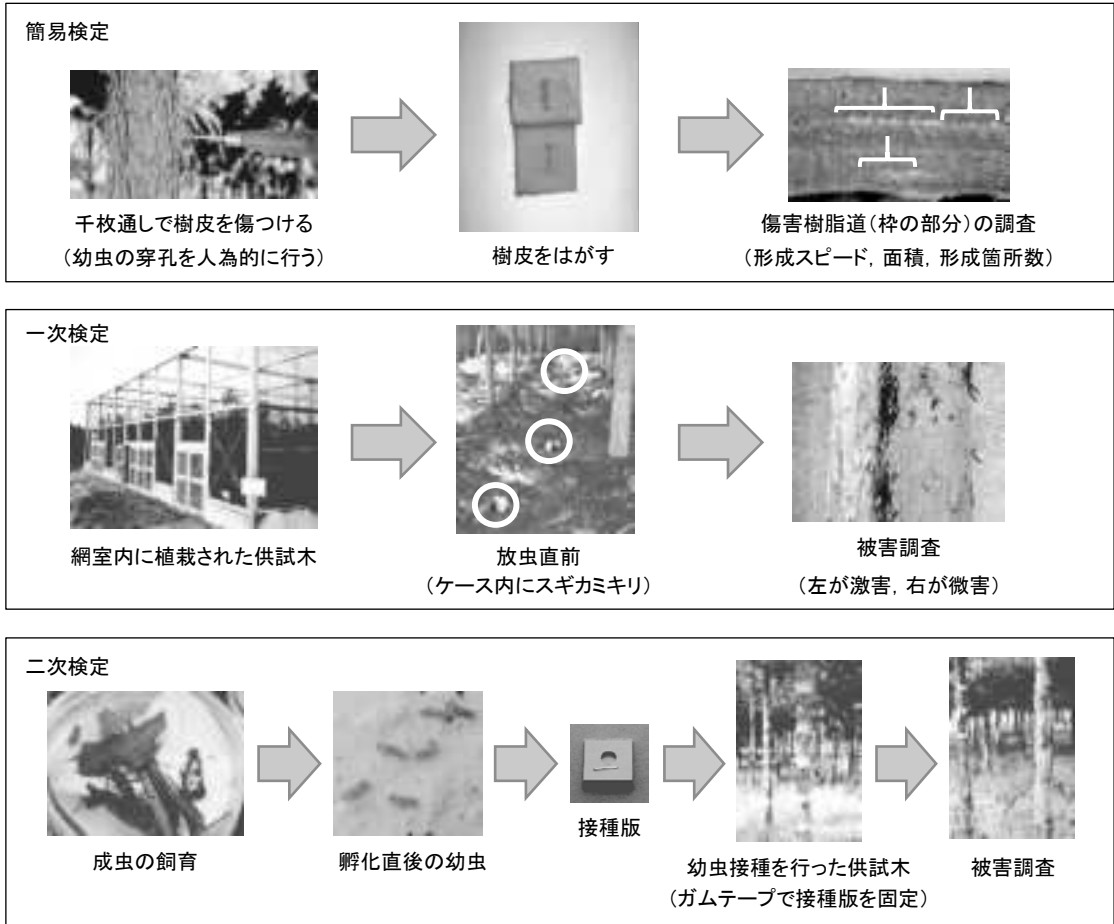 簡易検定
千枚通しで樹皮を傷つける
(幼虫の穿孔を人為的に行う)
樹皮をはがす
傷害樹脂道(枠の部分)の調査
(形成スピード, 面積, 形成箇所数)
一次検定
網室内に植栽された供試木
放虫直前
(ケース内にスギカミキリ)
被害調査
(左が激害, 右が微害)
二次検定
成虫の飼育
孵化直後の幼虫
接種版
幼虫接種を行った供試木
(ガムテープで接種版を固定)
被害調査